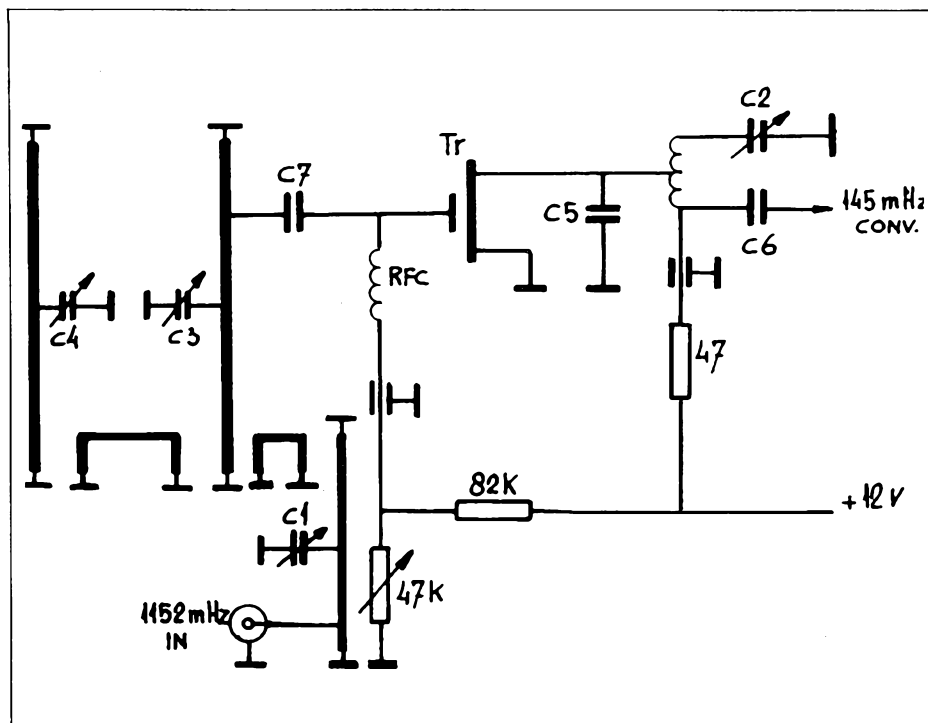 C2
Tr
C7
145 mHz
CONV.
C5
C6
RFC
C4
C3
47
82K
+12V
C1
47K
1152 mHz
IN